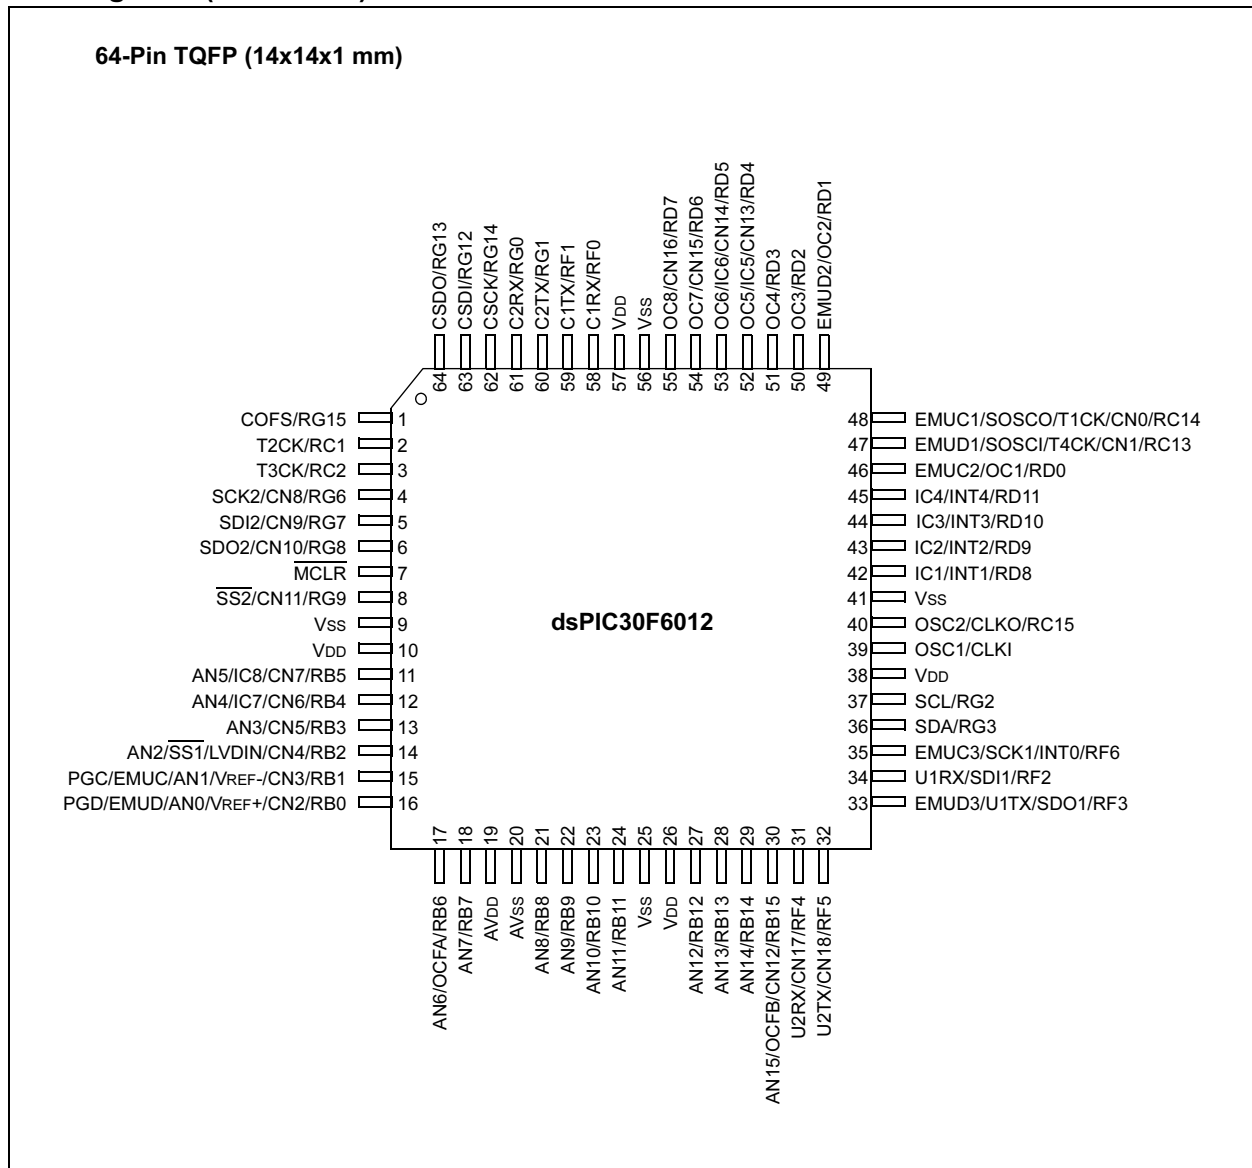 64-Pin TQFP (14x14x1 mm)
CSDO/RG13
CSDI/RG12
CSCK/RG14
C2RX/RG0
C2TX/RG1
C1TX/RF1
C1RX/RF0
VDD
VSS
OC8/CN16/RD7
OC7/CN15/RD6
OC6/IC6/CN14/RD5
OC5/IC5/CN13/RD4
OC4/RD3
OC3/RD2
EMUD2/OC2/RD1
64 63 62 61 60 59 58 57 56 55 54 53 52 51 50 49
COFS/RG15 1
T2CK/RC1 2
T3CK/RC2 3
SCK2/CN8/RG6 4
SDI2/CN9/RG7 5
SDO2/CN10/RG8 6
MCLR 7
SS2/CN11/RG9 8
VSS 9
VDD 10
AN5/IC8/CN7/RB5 11
AN4/IC7/CN6/RB4 12
AN3/CN5/RB3 13
AN2/SS1/LVDIN/CN4/RB2 14
PGC/EMUC/AN1/VREF-/CN3/RB1 15
PGD/EMUD/AN0/VREF+/CN2/RB0 16
dsPIC30F6012
48 EMUC1/SOSCO/T1CK/CN0/RC14
47 EMUD1/SOSCI/T4CK/CN1/RC13
46 EMUC2/OC1/RD0
45 IC4/INT4/RD11
44 IC3/INT3/RD10
43 IC2/INT2/RD9
42 IC1/INT1/RD8
41 VSS
40 OSC2/CLKO/RC15
39 OSC1/CLKI
38 VDD
37 SCL/RG2
36 SDA/RG3
35 EMUC3/SCK1/INT0/RF6
34 U1RX/SDI1/RF2
33 EMUD3/U1TX/SDO1/RF3
17 18 19 20 21 22 23 24 25 26 27 28 29 30 31 32
AN6/OCFA/RB6
AN7/RB7
AVDD
AVSS
AN8/RB8
AN9/RB9
AN10/RB10
AN11/RB11
VSS
VDD
AN12/RB12
AN13/RB13
AN14/RB14
AN15/OCFB/CN12/RB15
U2RX/CN17/RF4
U2TX/CN18/RF5